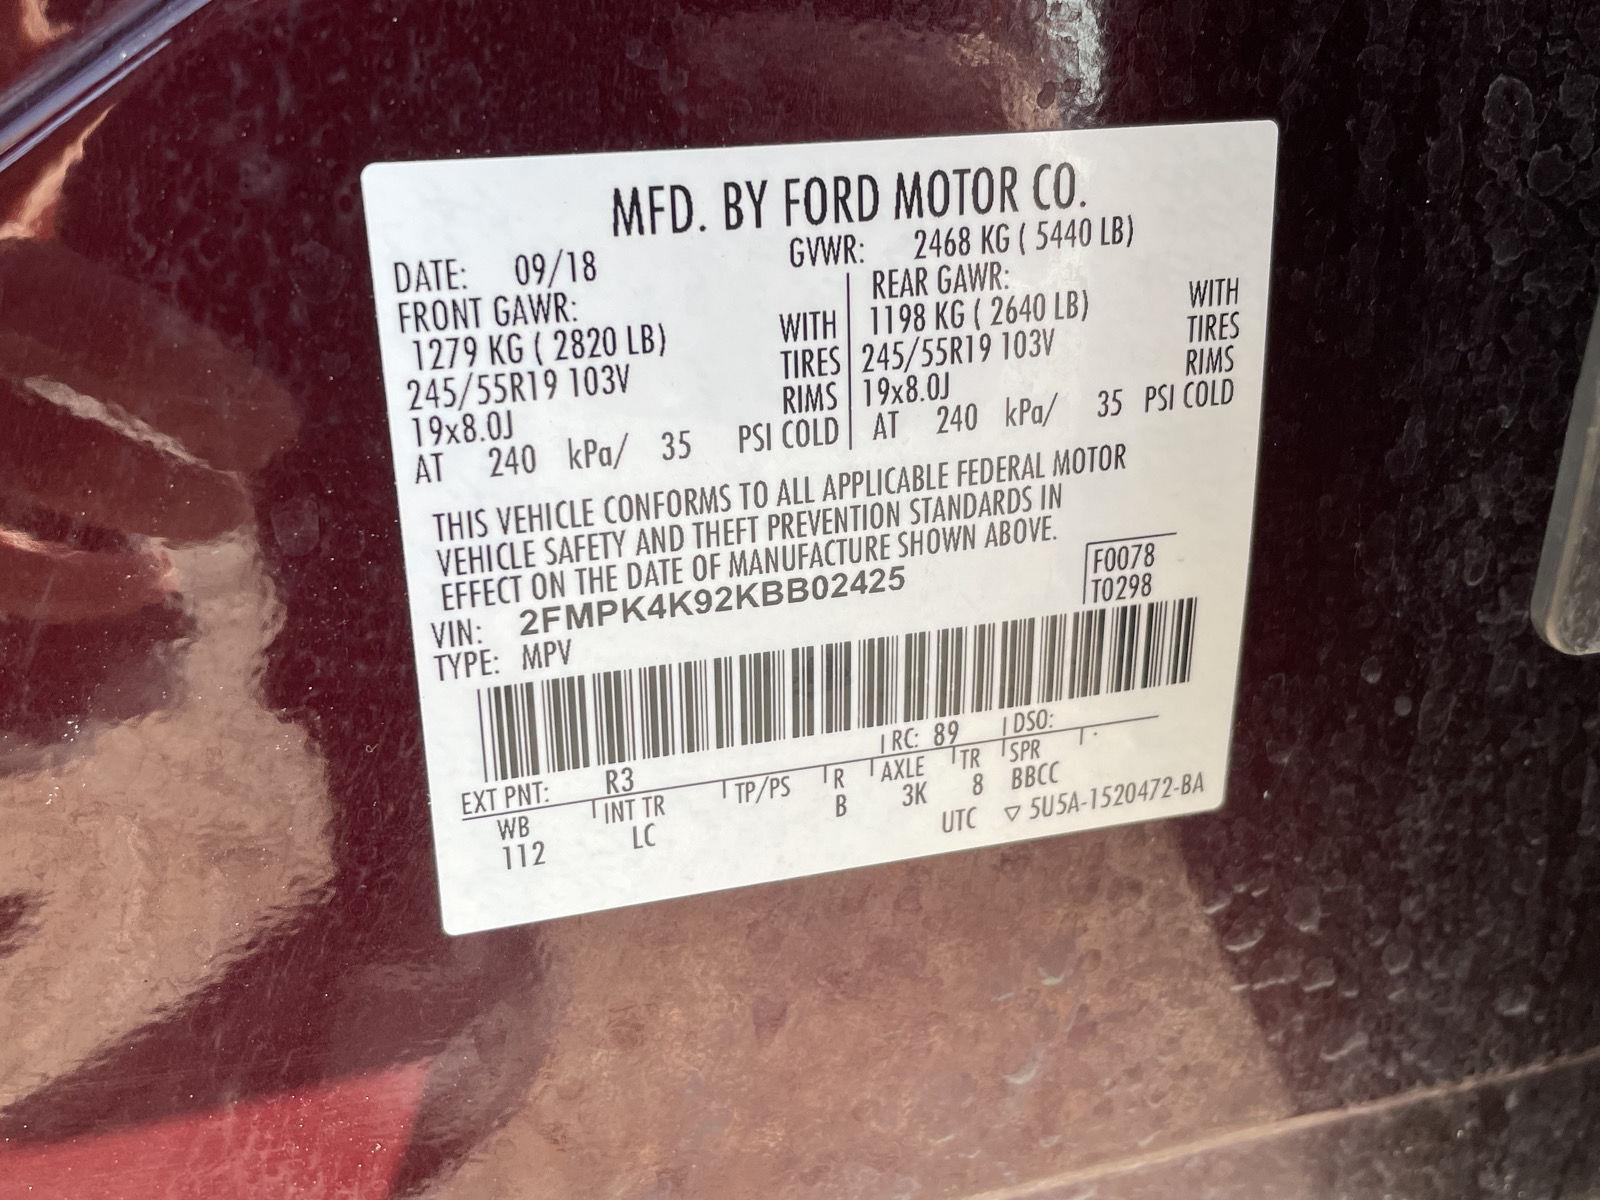 MFD. BY FORD MOTOR CO.
DATE: 09/18 GVWR: 2468 KG ( 5440 LB)
FRONT GAWR: REAR GAWR:
1279 KG ( 2820 LB) WITH 1198 KG ( 2640 LB) WITH
245/55R19 103V TIRES 245/55R19 103V TIRES
19x8.0J RIMS 19x8.0J RIMS
AT 240 kPa/ 35 PSI COLD AT 240 kPa/ 35 PSI COLD
THIS VEHICLE CONFORMS TO ALL APPLICABLE FEDERAL MOTOR
VEHICLE SAFETY AND THEFT PREVENTION STANDARDS IN
EFFECT ON THE DATE OF MANUFACTURE SHOWN ABOVE.
VIN: 2FMPK4K92KBB02425 F0078
TYPE: MPV T0298
EXT PNT: R3 RC: 89 DSO:
WB INT TR TP/PS R AXLE TR SPR
112 LC B 3K 8 BBCC
UTC ▽ 5U5A-1520472-BA